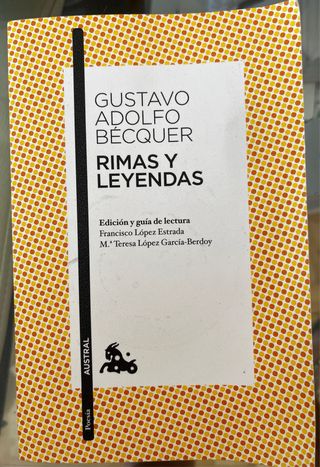 GUSTAVO
ADOLFO
BÉCQUER
RIMAS Y
LEYENDAS
Edición y guía de lectura
Francisco López Estrada
M.ª Teresa López García-Berdoy
AUSTRAL
Poesía